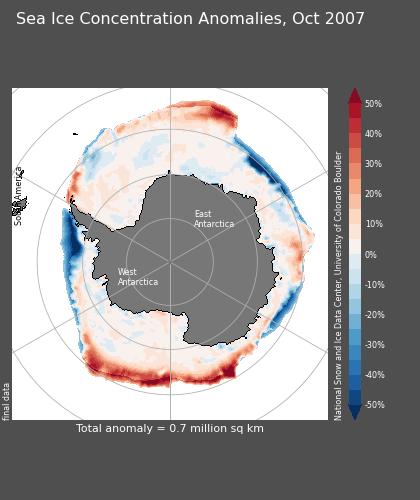 Sea Ice Concentration Anomalies, Oct 2007
South America
East
Antarctica
West
Antarctica
final data
National Snow and Ice Data Center, University of Colorado Boulder
50%
40%
30%
20%
10%
0%
-10%
-20%
-30%
-40%
-50%
Total anomaly = 0.7 million sq km